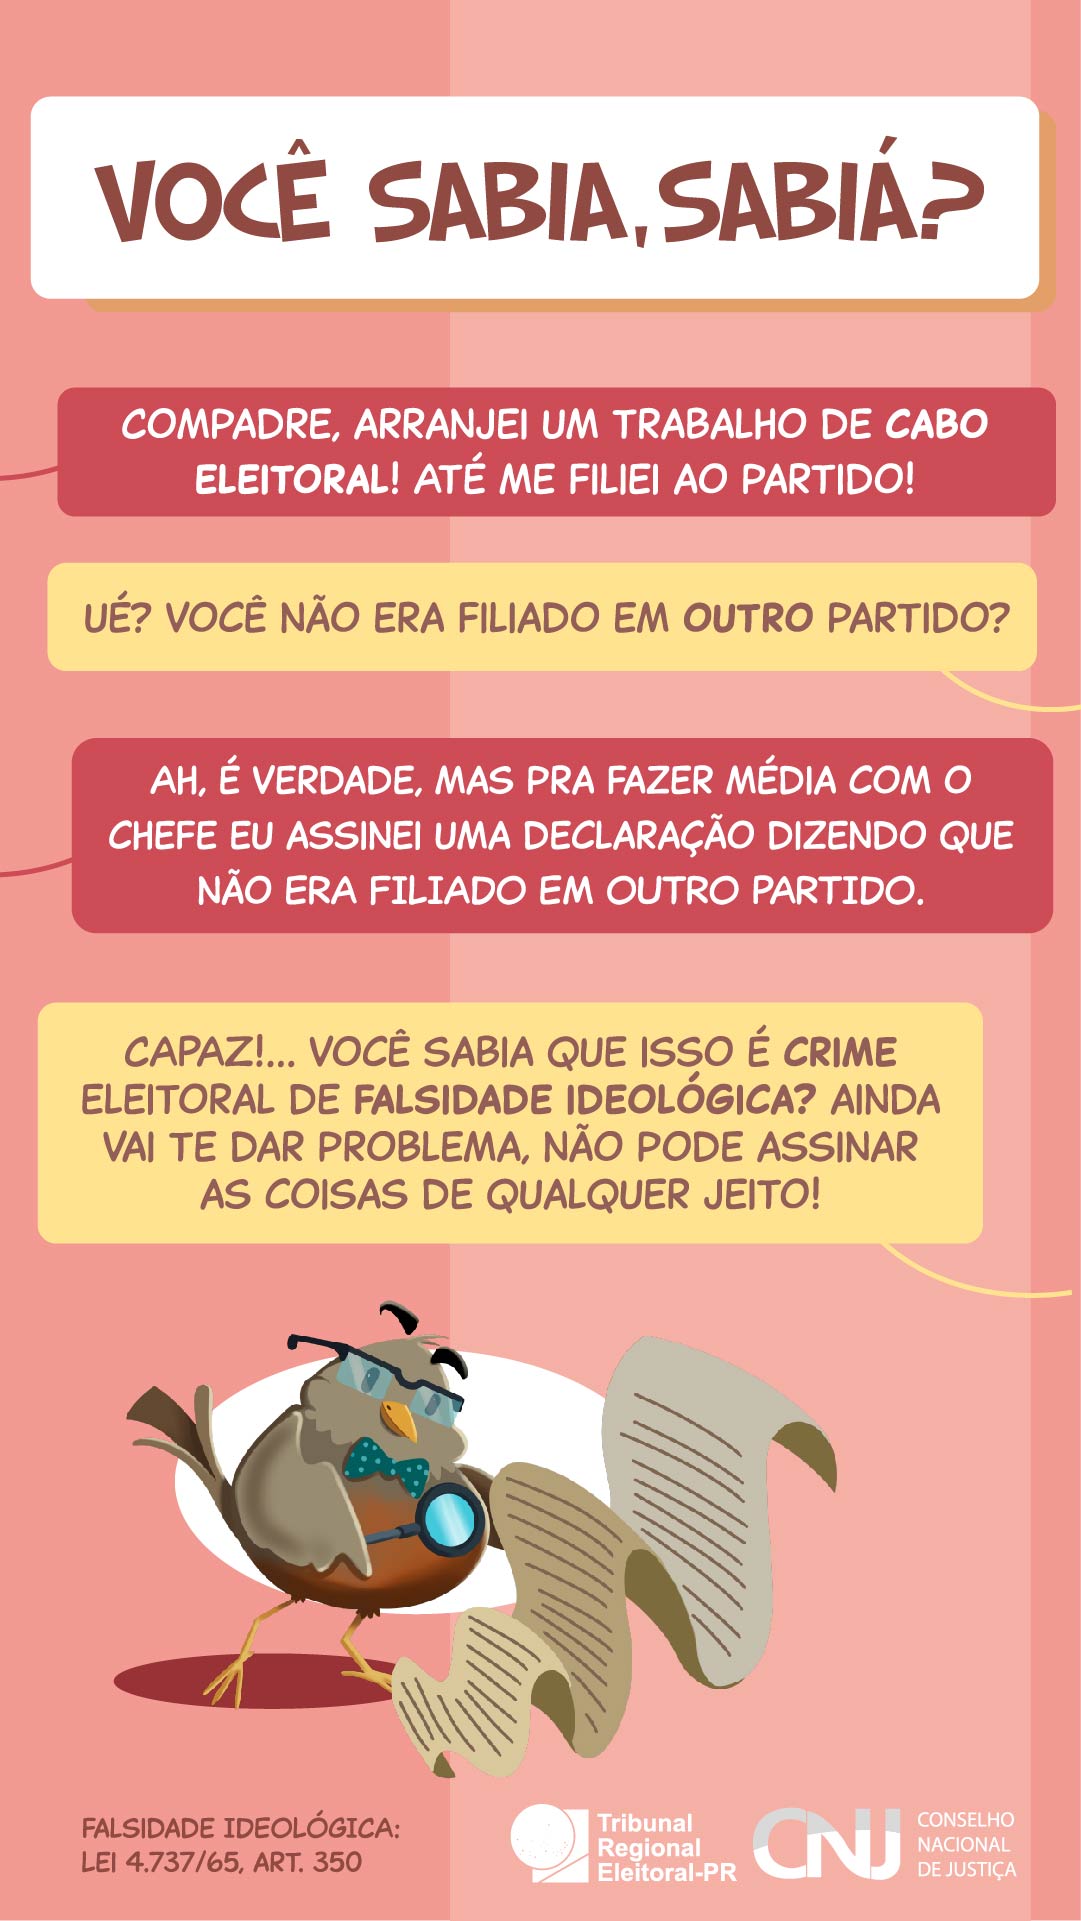 VOCÊ SABIA, SABIÁ?
COMPADRE, ARRANJEI UM TRABALHO DE CABO
ELEITORAL! ATÉ ME FILIEI AO PARTIDO!
UÉ? VOCÊ NÃO ERA FILIADO EM OUTRO PARTIDO?
AH, É VERDADE, MAS PRA FAZER MÉDIA COM O
CHEFE EU ASSINEI UMA DECLARAÇÃO DIZENDO QUE
NÃO ERA FILIADO EM OUTRO PARTIDO.
CAPAZ!... VOCÊ SABIA QUE ISSO É CRIME
ELEITORAL DE FALSIDADE IDEOLÓGICA? AINDA
VAI TE DAR PROBLEMA, NÃO PODE ASSINAR
AS COISAS DE QUALQUER JEITO!
FALSIDADE IDEOLÓGICA:
LEI 4.737/65, ART. 350
Tribunal
Regional
Eleitoral-PR
CNJ
CONSELHO
NACIONAL
DE JUSTIÇA